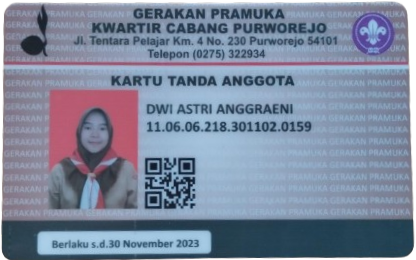 GERAKAN PRAMUKA
KWARTIR CABANG PURWOREJO
Jl. Tentara Pelajar Km. 4 No. 230 Purworejo 54101
Telepon (0275) 322934
KARTU TANDA ANGGOTA
DWI ASTRI ANGGRAENI
11.06.06.218.301102.0159
Berlaku s.d.30 November 2023